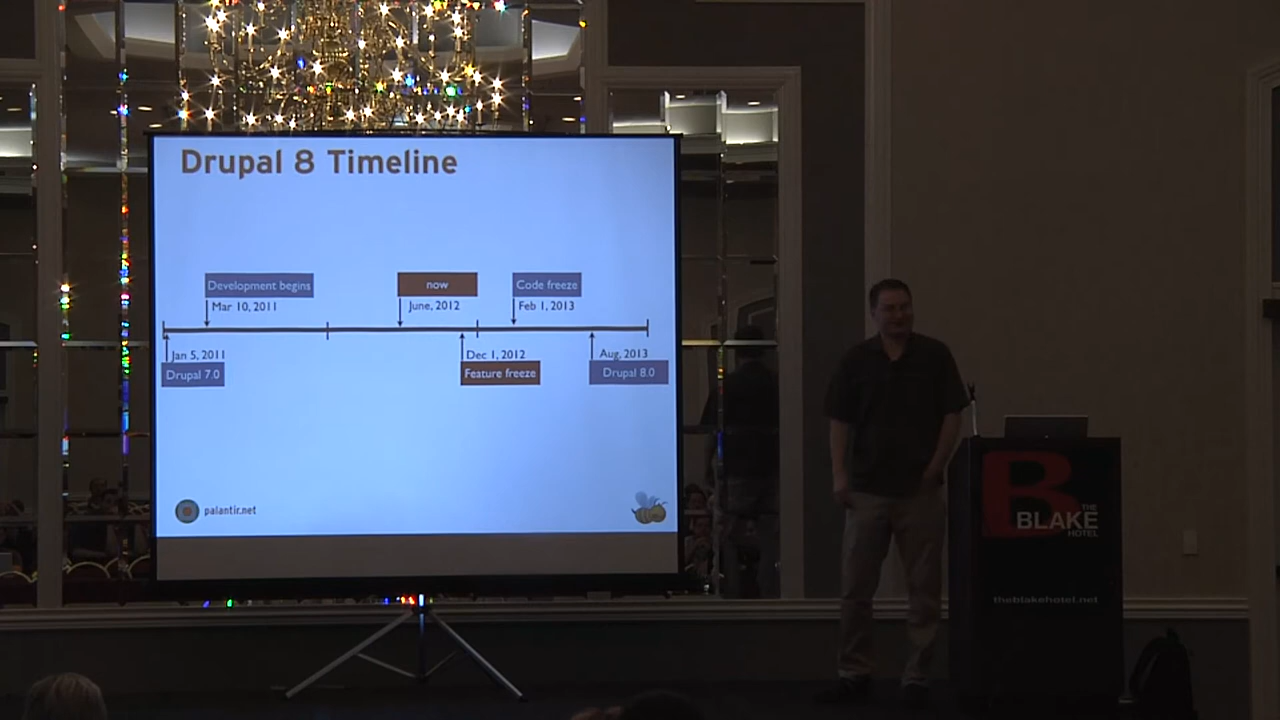 Drupal 8 Timeline
Development begins
Mar 10, 2011
now
June, 2012
Code freeze
Feb 1, 2013
Jan 5, 2011
Drupal 7.0
Dec 1, 2012
Feature freeze
Aug, 2013
Drupal 8.0
palantir.net
B
THE
BLAKE
HOTEL
theblakehotel.net